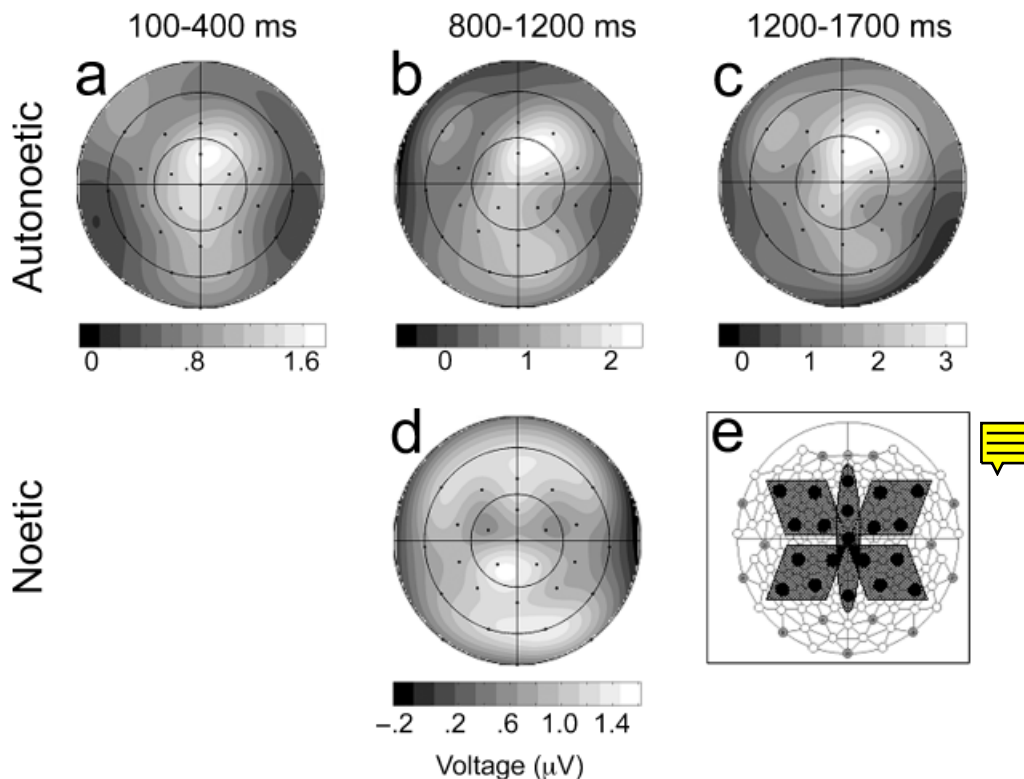 100-400 ms 800-1200 ms 1200-1700 ms
Autonoetic
a b c
0 .8 1.6
0 1 2
0 1 2 3
Noetic
d e
–.2 .2 .6 1.0 1.4
Voltage (μV)